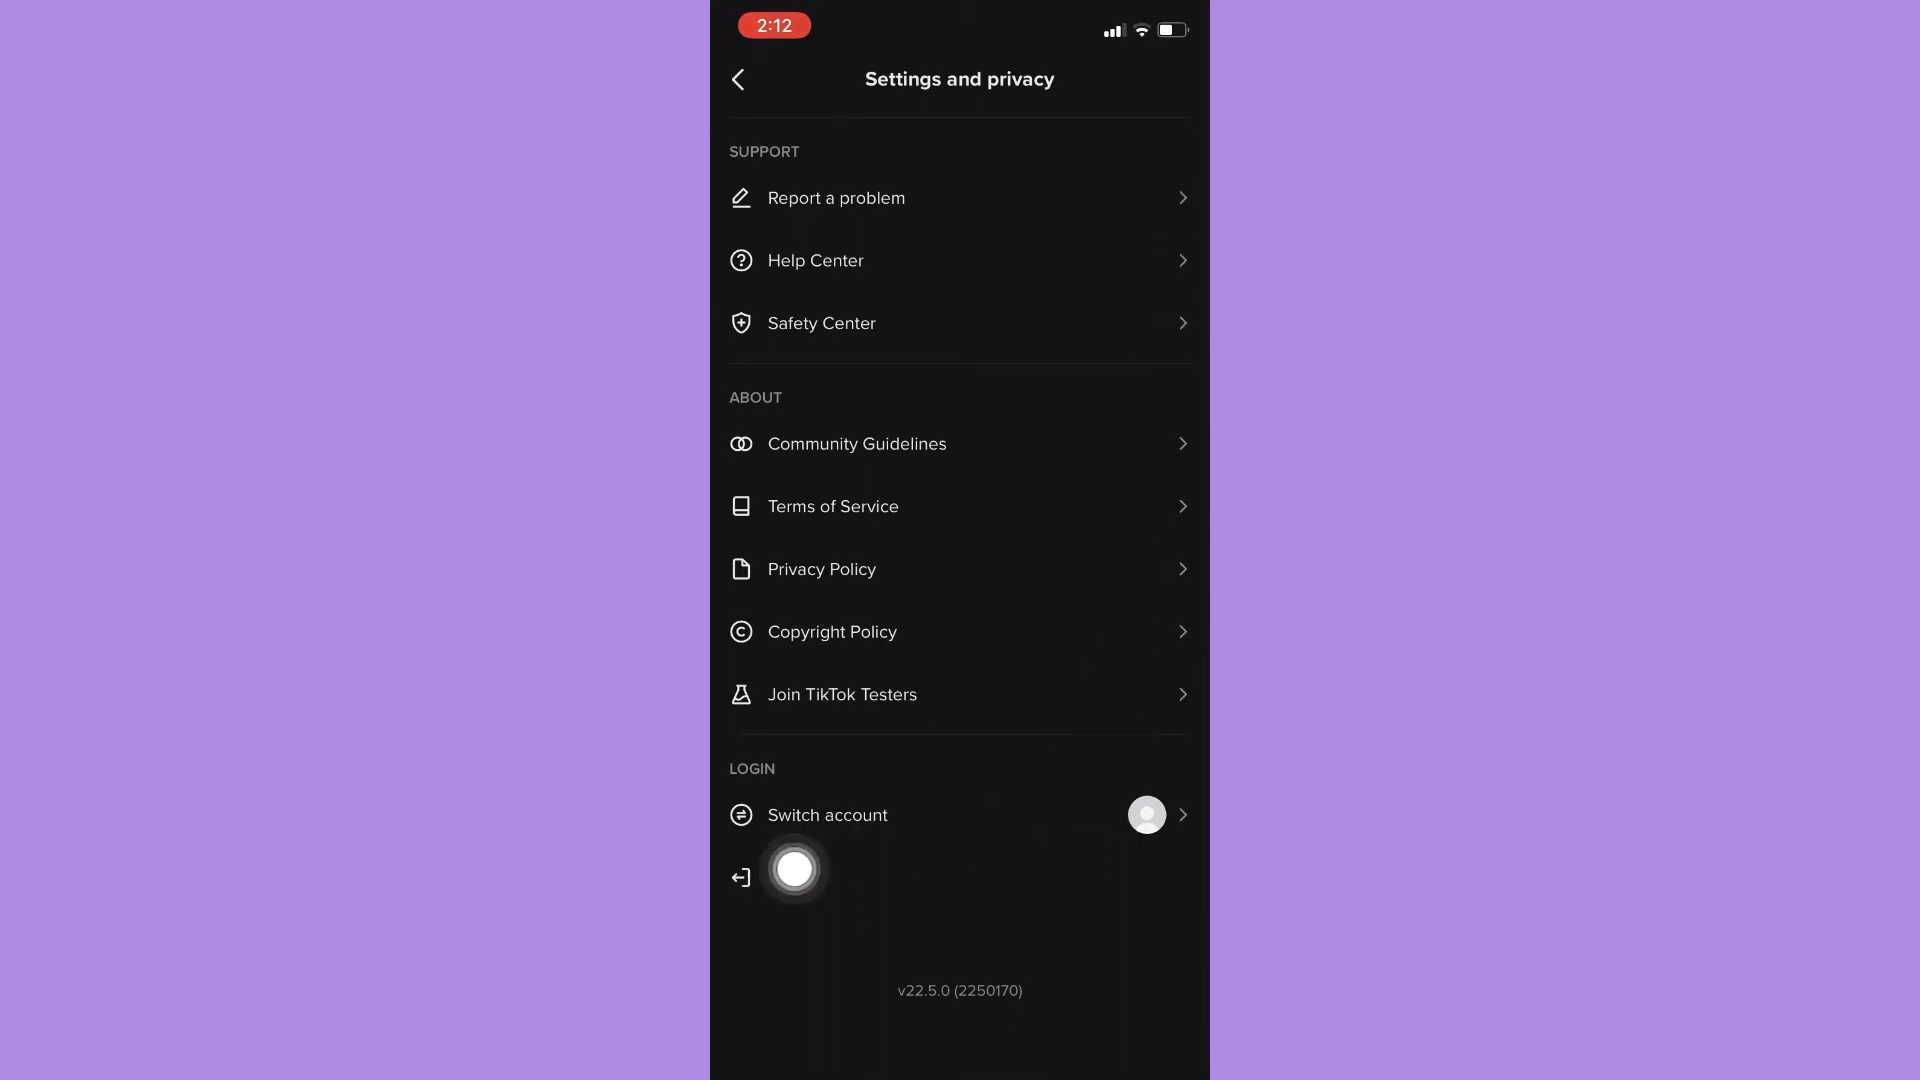 2:12
Settings and privacy
SUPPORT
Report a problem
Help Center
Safety Center
ABOUT
Community Guidelines
Terms of Service
Privacy Policy
Copyright Policy
Join TikTok Testers
LOGIN
Switch account
v22.5.0 (2250170)